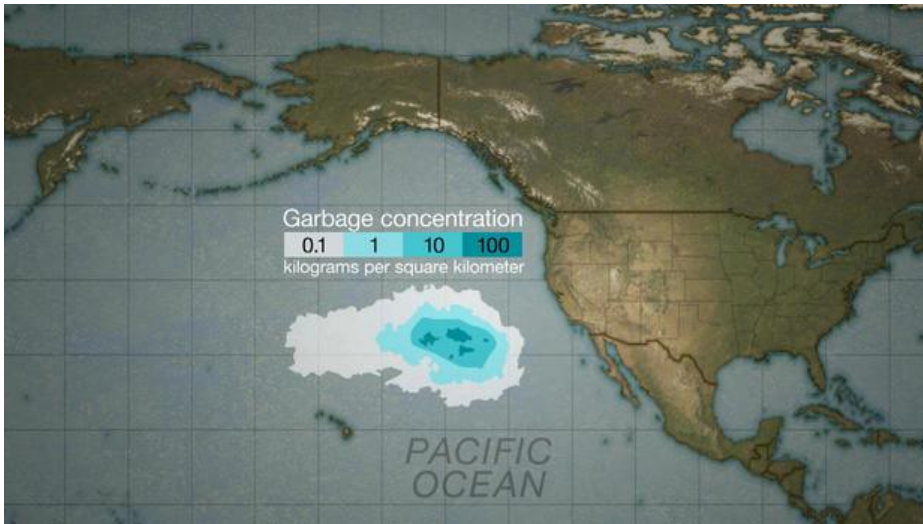 Garbage concentration
0.1 1 10 100
kilograms per square kilometer
PACIFIC
OCEAN